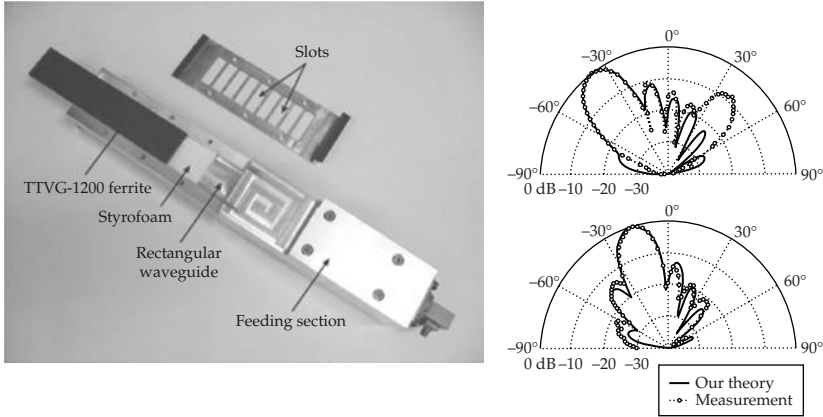 Slots
TTVG-1200 ferrite
Styrofoam
Rectangular
waveguide
Feeding section
0°
–30°
30°
–60°
60°
–90°
90°
0 dB –10 –20 –30
0°
–30°
30°
–60°
60°
–90°
90°
0 dB –10 –20 –30
Our theory
Measurement